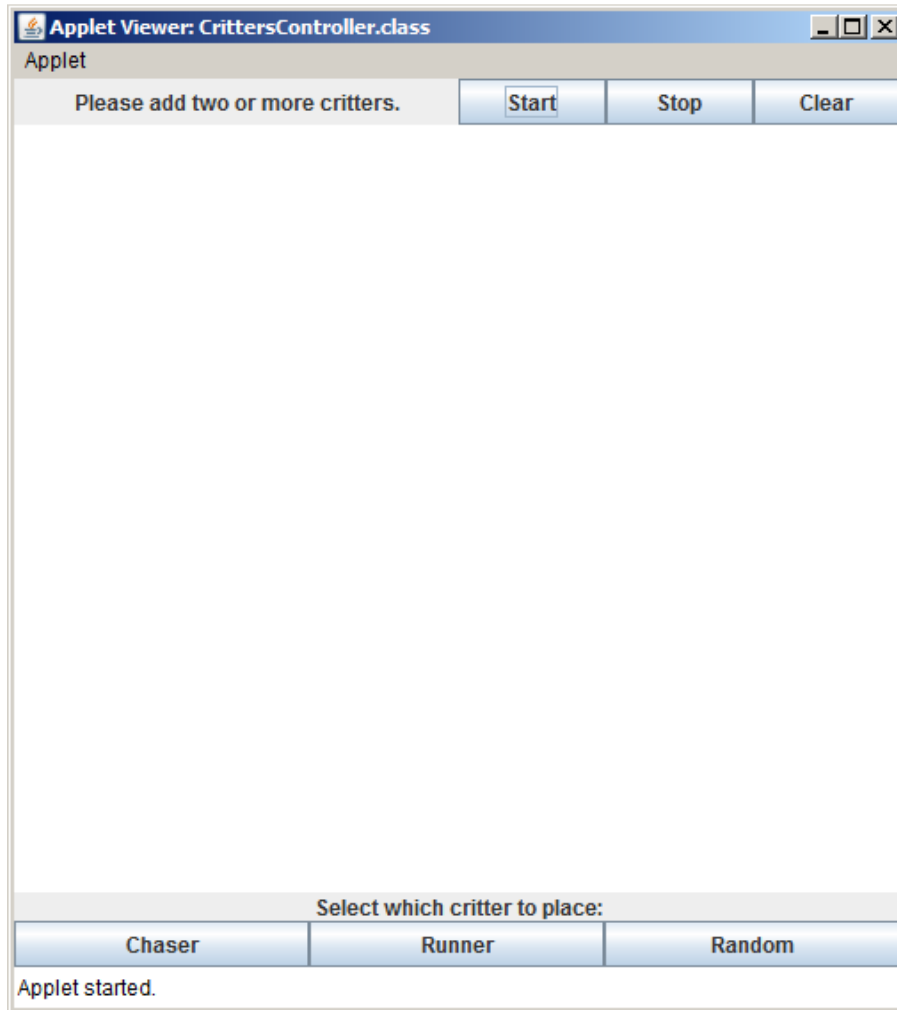 Applet Viewer: CrittersController.class
Applet
Please add two or more critters. Start Stop Clear
Select which critter to place:
Chaser Runner Random
Applet started.